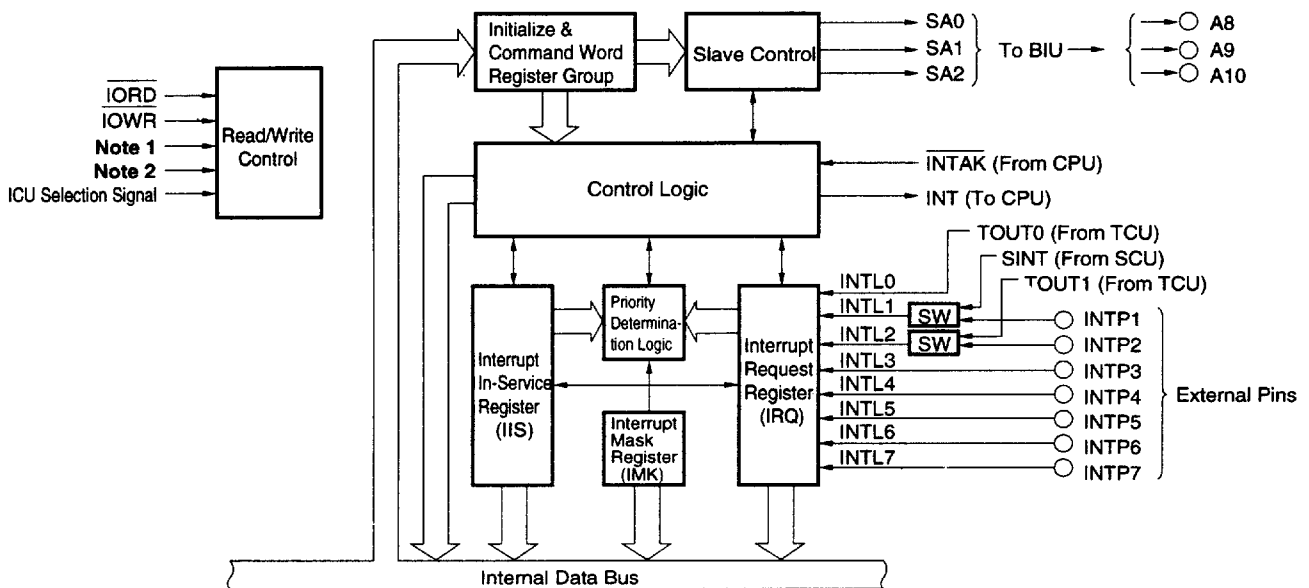 Initialize &
Command Word
Register Group
Slave Control
SA0
SA1
SA2
To BIU
A8
A9
A10
IORD
IOWR
Note 1
Note 2
ICU Selection Signal
Read/Write
Control
Control Logic
INTAK (From CPU)
INT (To CPU)
TOUT0 (From TCU)
SINT (From SCU)
TOUT1 (From TCU)
INTL0
INTL1
INTL2
INTL3
INTL4
INTL5
INTL6
INTL7
SW
SW
INTP1
INTP2
INTP3
INTP4
INTP5
INTP6
INTP7
External Pins
Interrupt
In-Service
Register
(IIS)
Priority
Determina-
tion Logic
Interrupt
Mask
Register
(IMK)
Interrupt
Request
Register
(IRQ)
Internal Data Bus